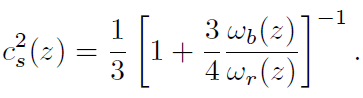 c_s^2(z) = \frac{1}{3} \left[ 1 + \frac{3}{4} \frac{\omega_b(z)}{\omega_r(z)} \right]^{-1} .